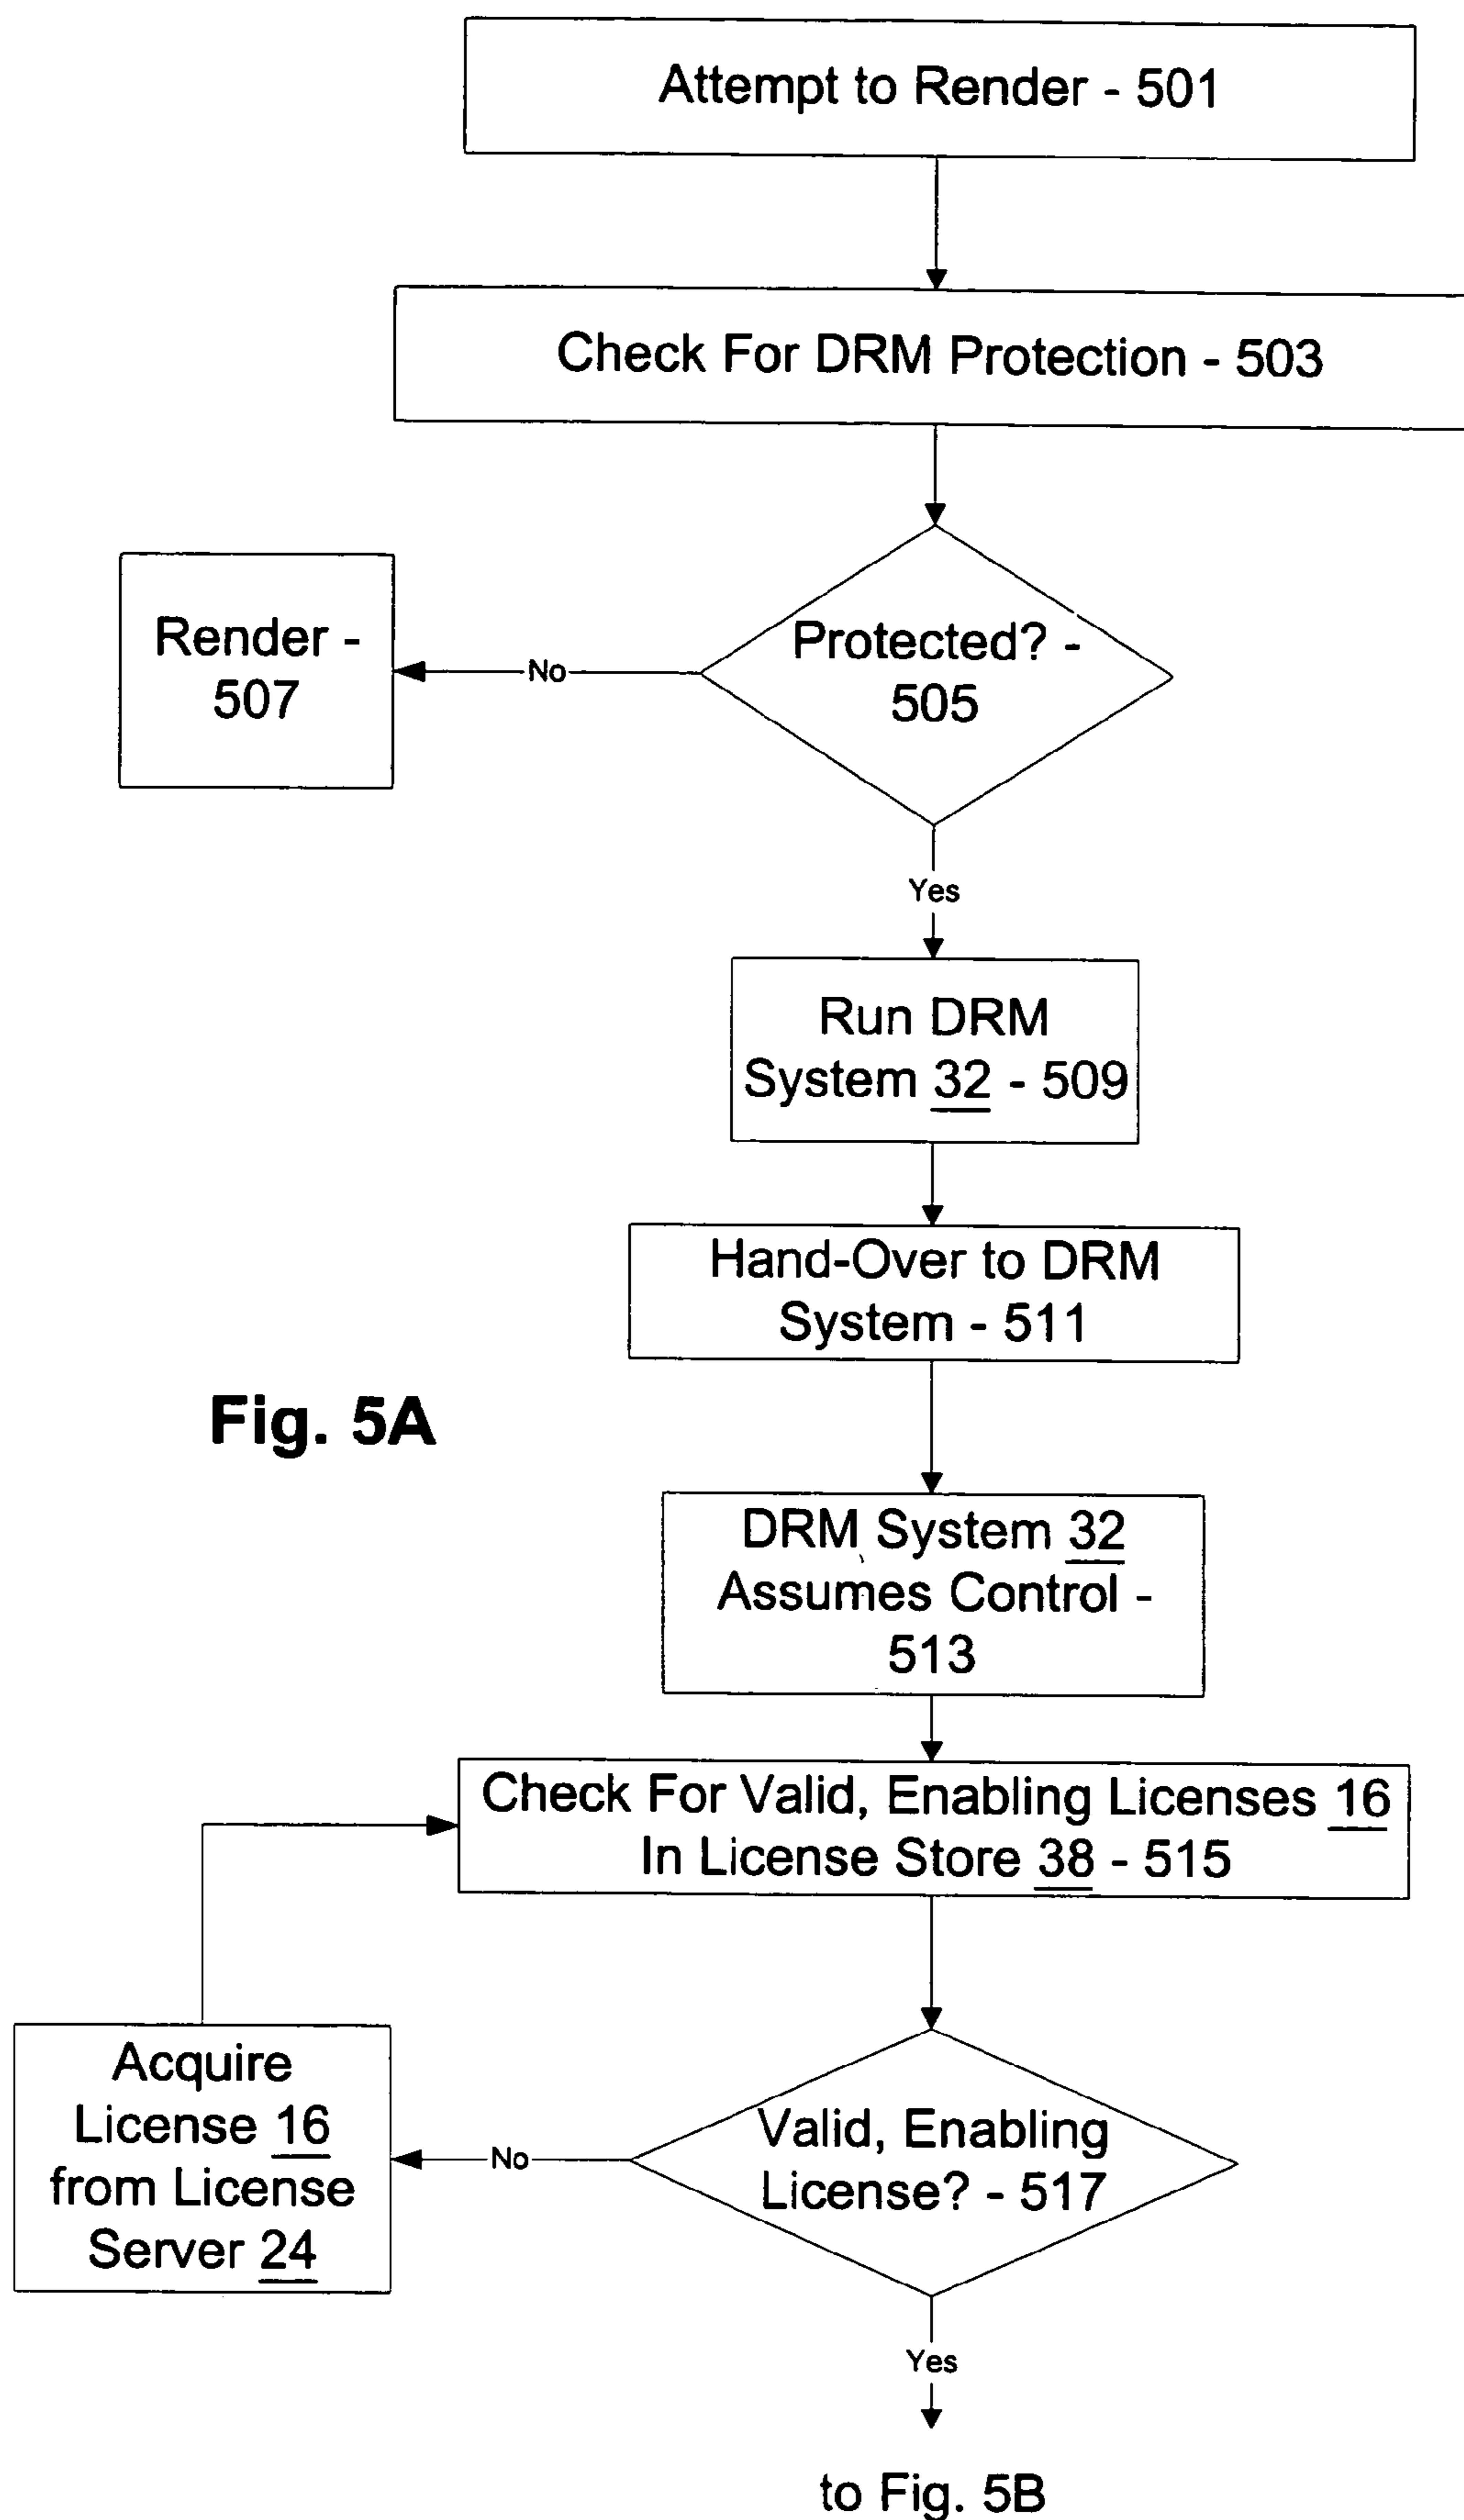 Attempt to Render - 501
Check For DRM Protection - 503
Protected? -
505
No
Render -
507
Yes
Run DRM
System 32 - 509
Hand-Over to DRM
System - 511
Fig. 5A
DRM System 32
Assumes Control -
513
Check For Valid, Enabling Licenses 16
In License Store 38 - 515
Valid, Enabling
License? - 517
No
Acquire
License 16
from License
Server 24
Yes
to Fig. 5B